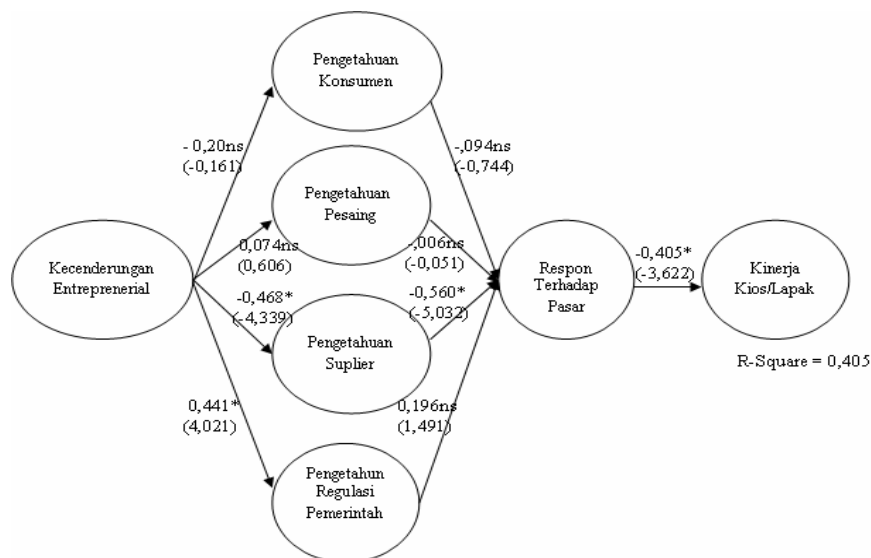 Pengetahuan
Konsumen
- 0,20ns
(-0,161)
-,094ns
(-0,744)
Pengetahuan
Pesaing
0,074ns
(0,606)
-,006ns
(-0,051)
Kecenderungan
Entreprenerial
Respon
Terhadap
Pasar
-0,405*
(-3,622)
Kinerja
Kios/Lapak
-0,468*
(-4,339)
-0,560*
(-5,032)
Pengetahuan
Suplier
R-Square = 0,405
0,441*
(4,021)
0,196ns
(1,491)
Pengetahun
Regulasi
Pemerintah